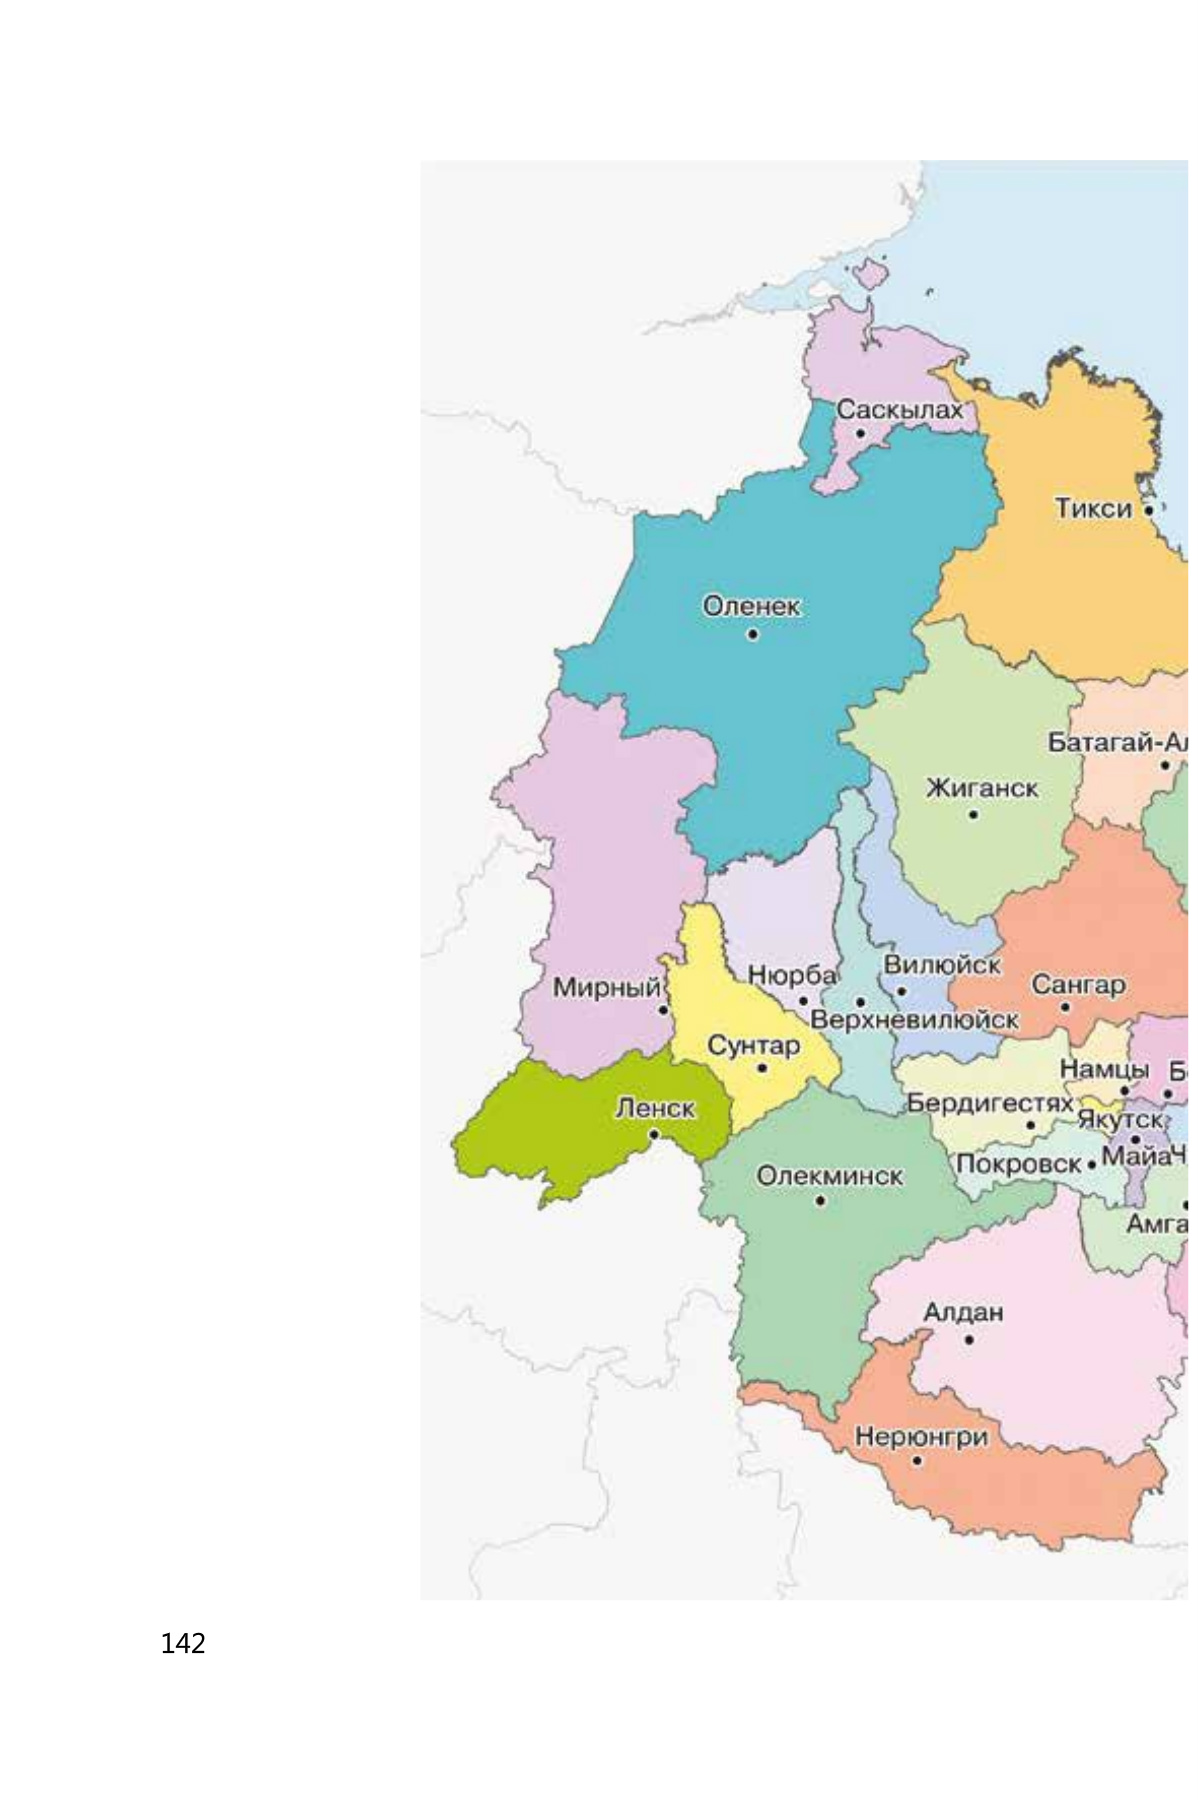 Саскылах
Тикси
Оленек
Батагай-Ал
Жиганск
Вилюйск
Нюрба
Сангар
Мирный
Верхневилюйск
Сунтар
Намцы
Б
Бердигестях
Ленск
Якутск
Майа
Ч
Покровск
Олекминск
Амга
Алдан
Нерюнгри
142